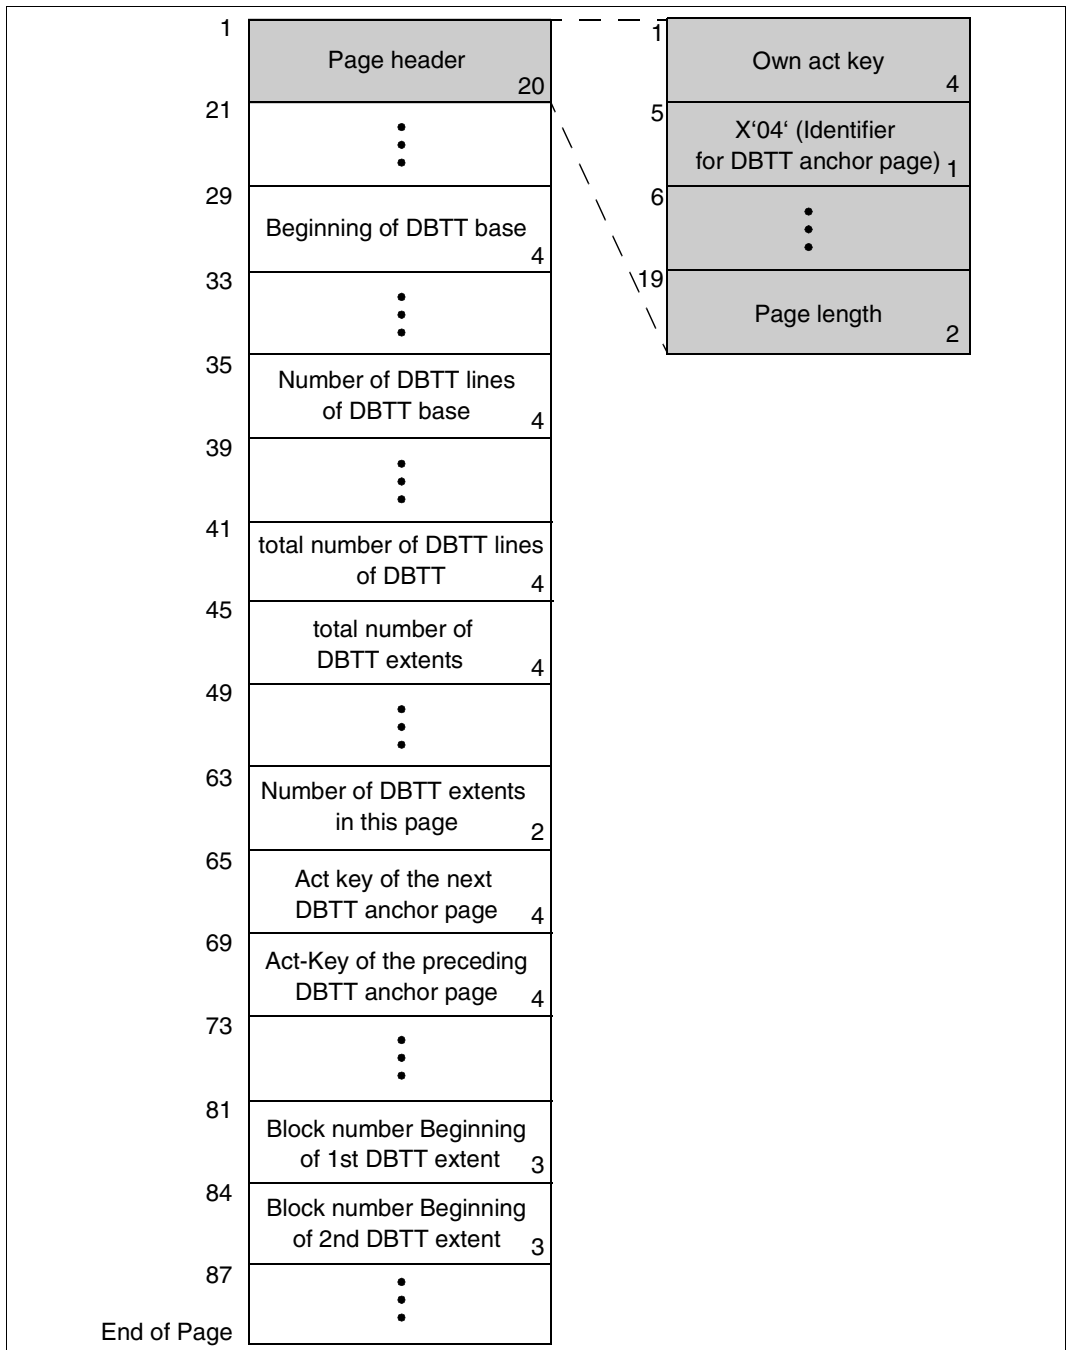 1
Page header
20
21
29
Beginning of DBTT base
4
33
35
Number of DBTT lines
of DBTT base
4
39
41
total number of DBTT lines
of DBTT
4
45
total number of
DBTT extents
4
49
63
Number of DBTT extents
in this page
2
65
Act key of the next
DBTT anchor page
4
69
Act-Key of the preceding
DBTT anchor page
4
73
81
Block number Beginning
of 1st DBTT extent
3
84
Block number Beginning
of 2nd DBTT extent
3
87
End of Page
1
Own act key
4
5
X‘04‘ (Identifier
for DBTT anchor page)
1
6
19
Page length
2